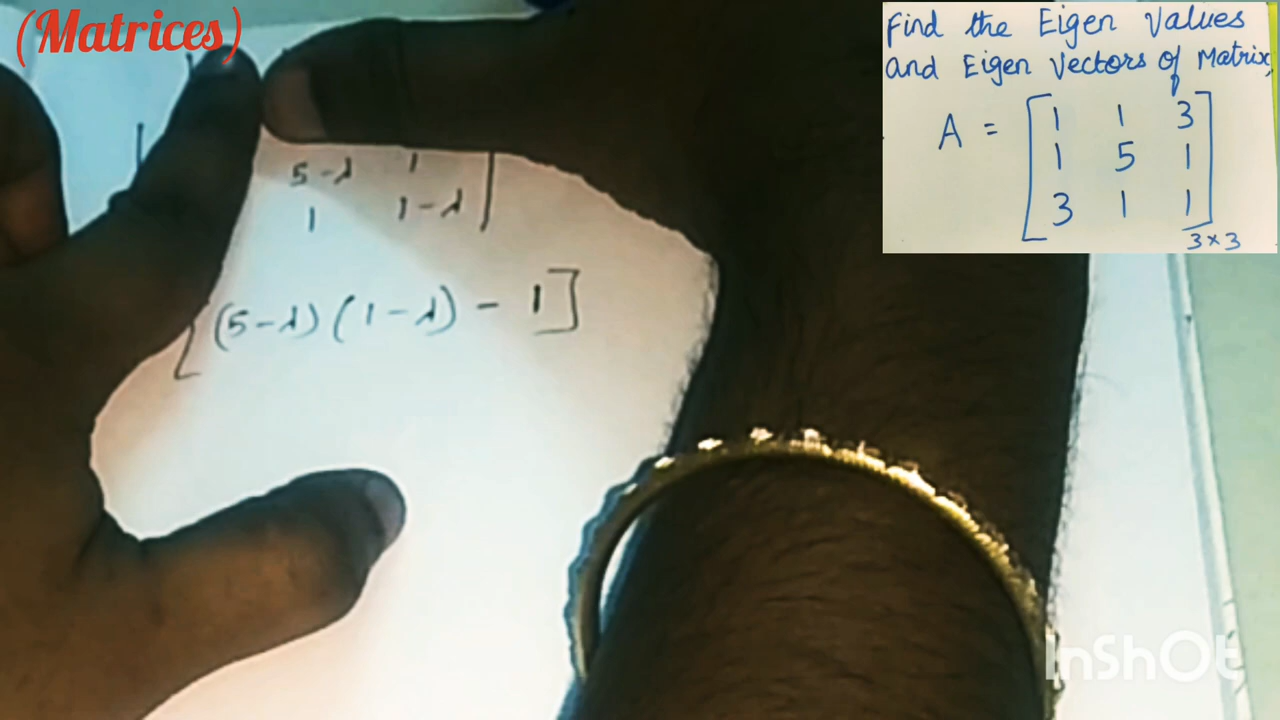 (Matrices)
Find the Eigen Values
and Eigen Vectors of Matrix,
A = [1 1 3
1 5 1
3 1 1]
3×3
5-λ 1
1 1-λ |
[(5-λ)(1-λ) - 1]
InShOt